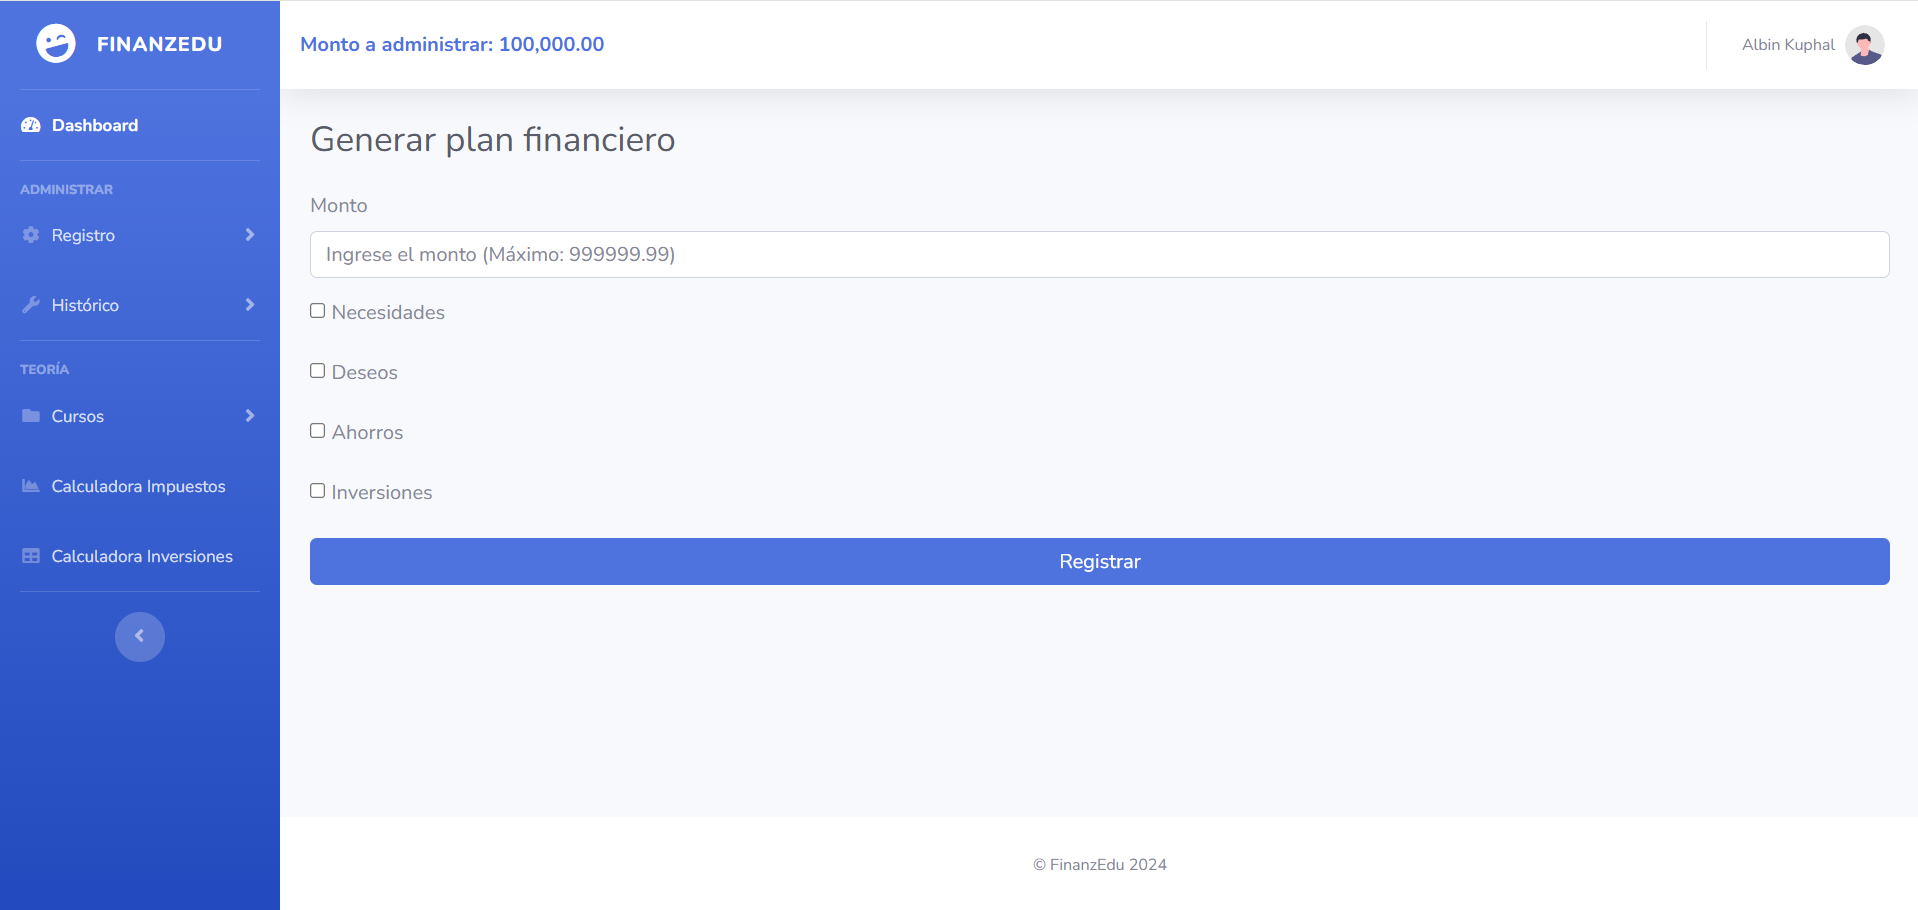 FINANZEDU
Monto a administrar: 100,000.00
Albin Kuphal
Dashboard
ADMINISTRAR
Registro
Histórico
TEORÍA
Cursos
Calculadora Impuestos
Calculadora Inversiones
Generar plan financiero
Monto
Ingrese el monto (Máximo: 999999.99)
Necesidades
Deseos
Ahorros
Inversiones
Registrar
© FinanzEdu 2024